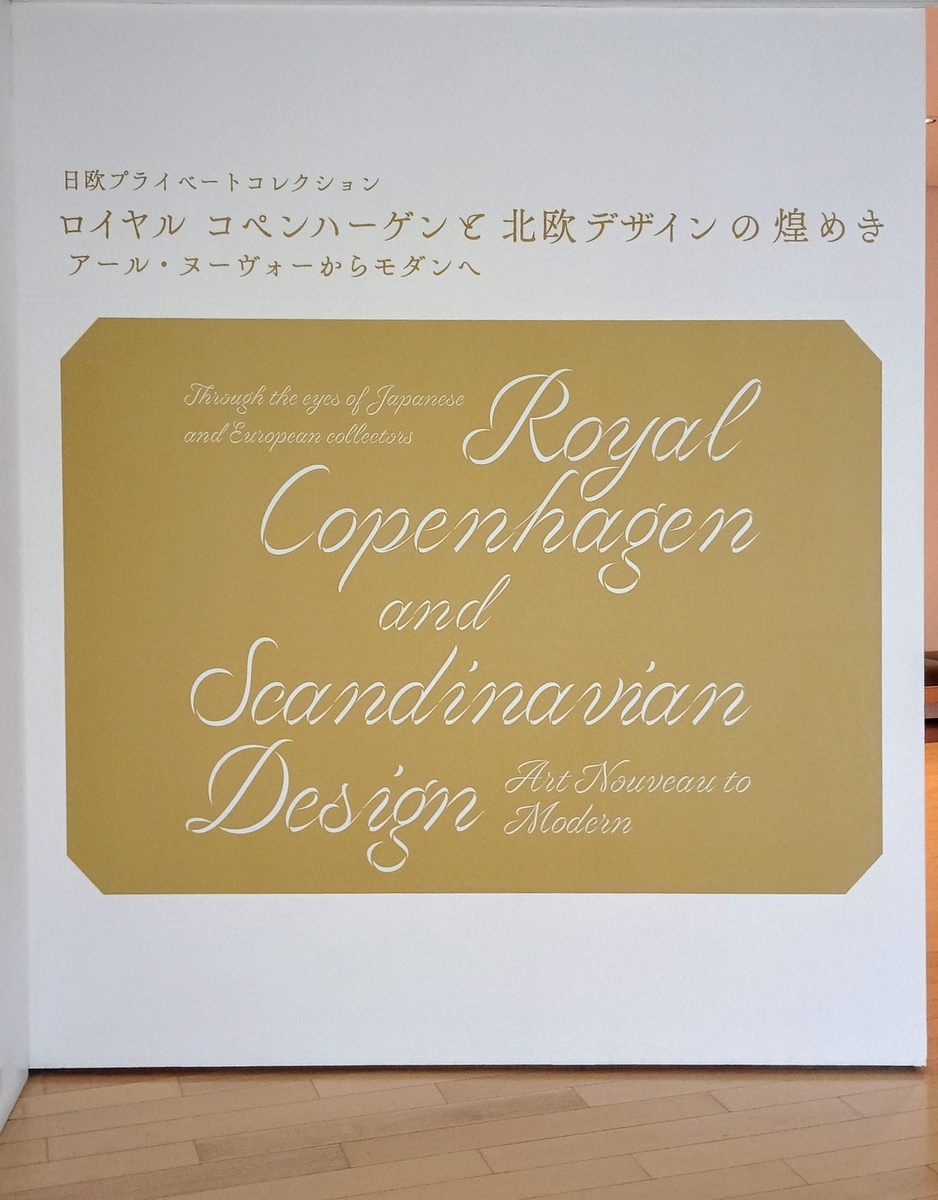 日欧プライベートコレクション
ロイヤル コペンハーゲンと 北欧デザインの煌めき
アール・ヌーヴォーからモダンへ
Through the eyes of Japanese
and European collectors
Royal
Copenhagen
and
Scandinavian
Design
Art Nouveau to
Modern